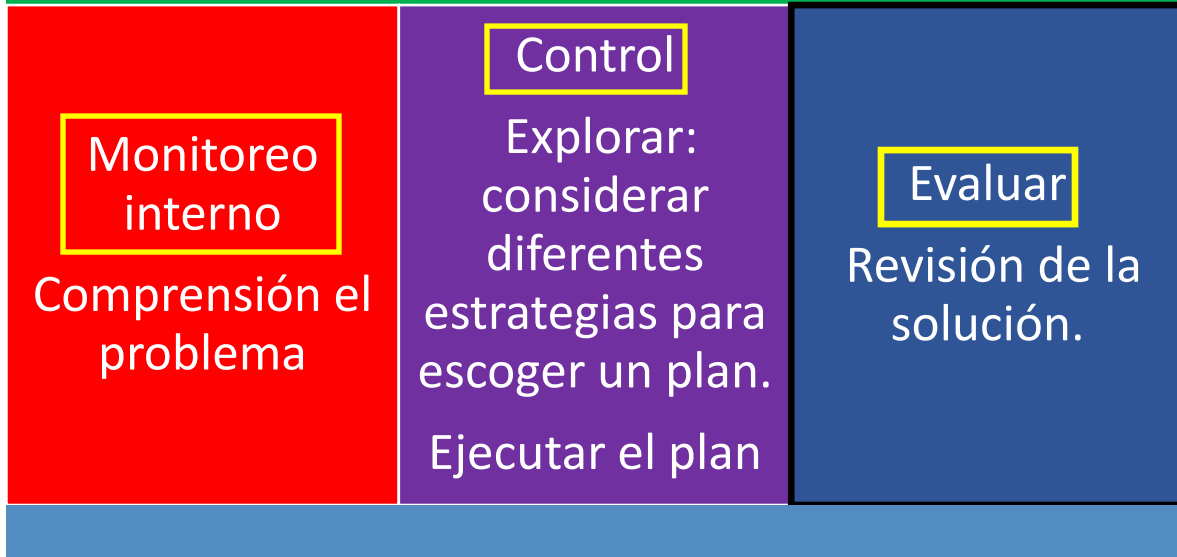 Monitoreo
interno
Comprensión el
problema
Control
Explorar:
considerar
diferentes
estrategias para
escoger un plan.
Ejecutar el plan
Evaluar
Revisión de la
solución.